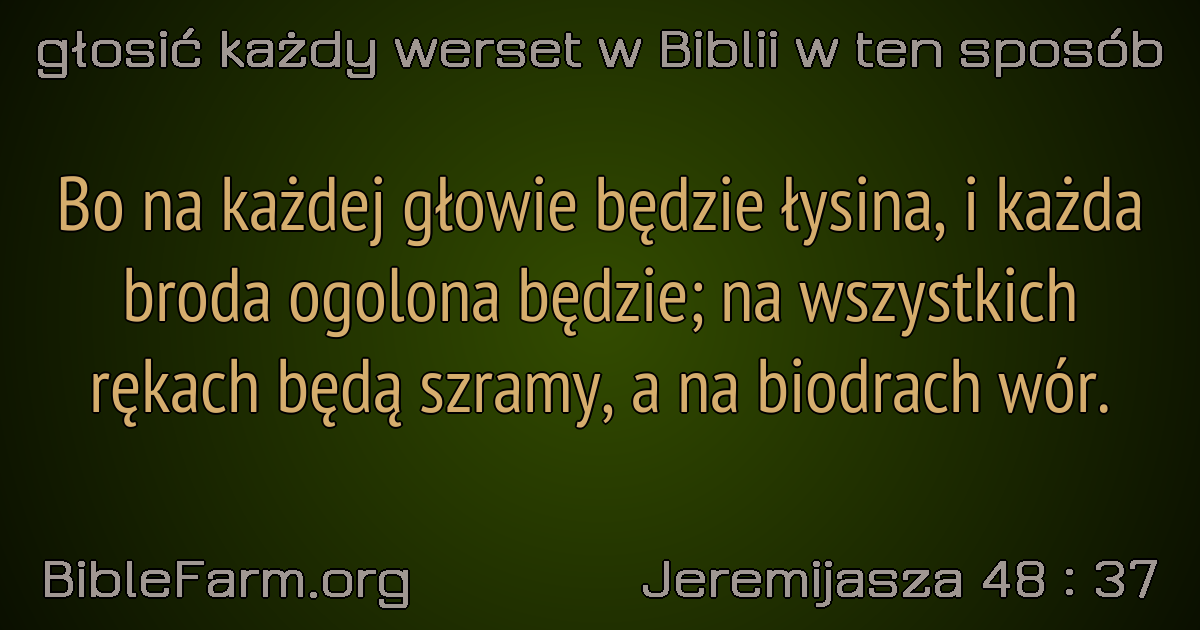 głosić każdy werset w Biblii w ten sposób
Bo na każdej głowie będzie łysina, i każda
broda ogolona będzie; na wszystkich
rękach będą szramy, a na biodrach wór.
BibleFarm.org
Jeremijasza 48 : 37